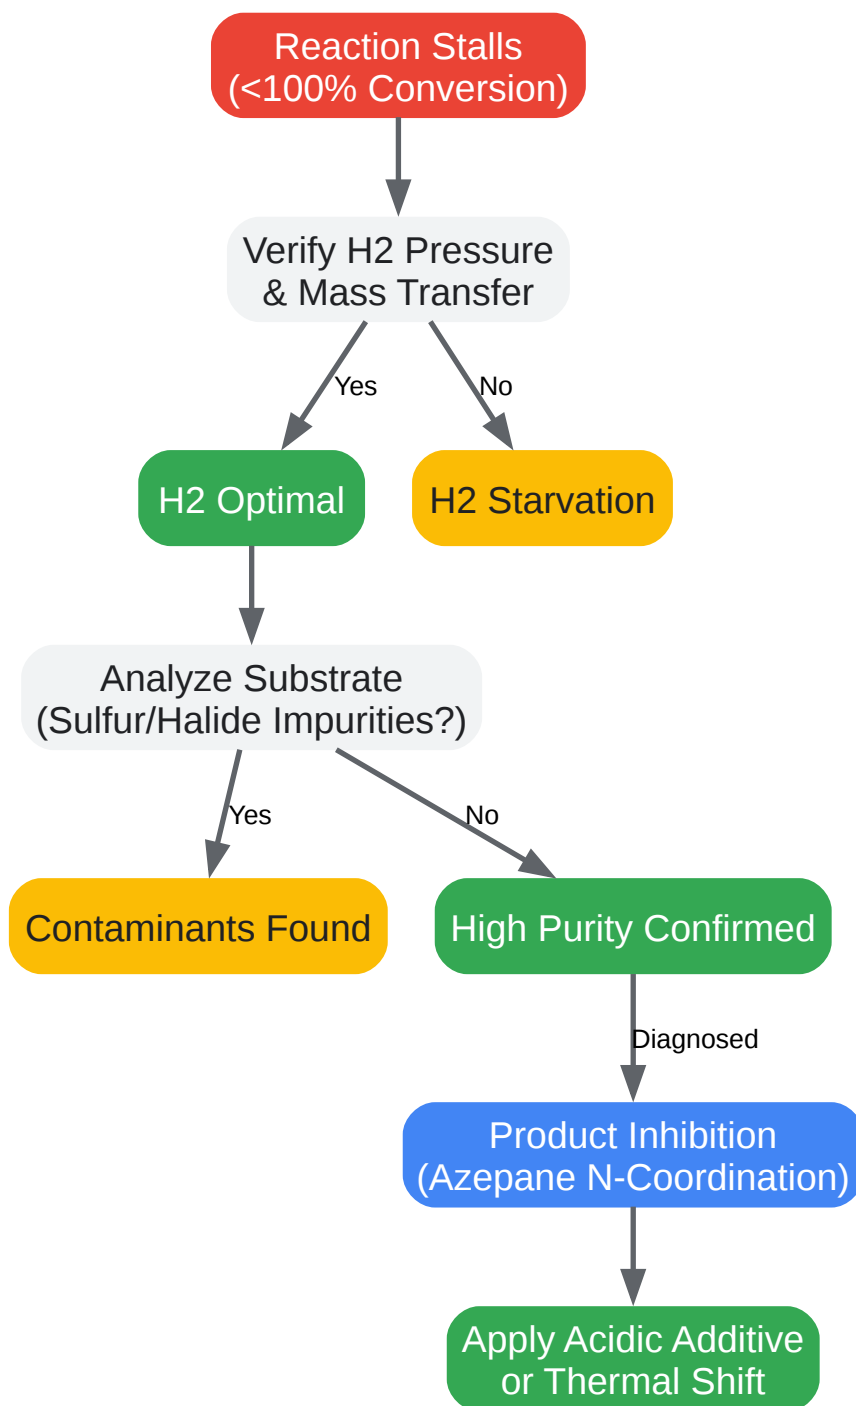 Reaction Stalls
(<100% Conversion)
Verify H2 Pressure
& Mass Transfer
Yes
No
H2 Optimal
H2 Starvation
Analyze Substrate
(Sulfur/Halide Impurities?)
Yes
No
Contaminants Found
High Purity Confirmed
Diagnosed
Product Inhibition
(Azepane N-Coordination)
Apply Acidic Additive
or Thermal Shift